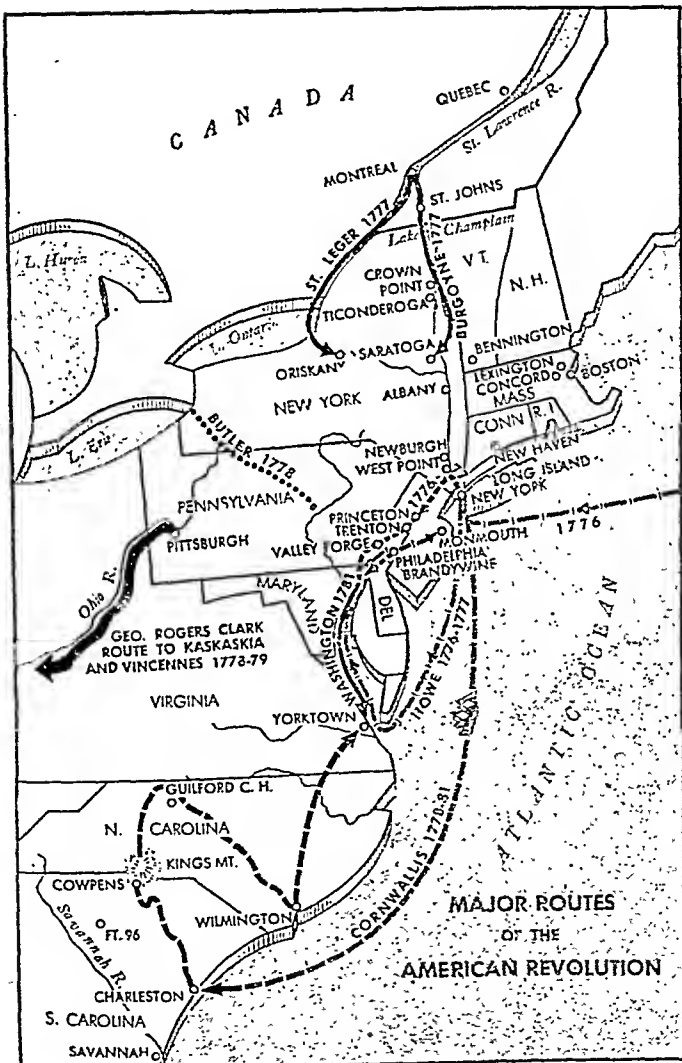 CANADA
QUEBEC
St. Lawrence R.
MONTREAL
ST. JOHNS
ST. LEGER 1777
Lake Champlain
L. Huron
CROWN
POINT
TICONDEROGA
BURGOYNE-1777
VT.
N.H.
L. Ontario
ORISKANY
SARATOGA
BENNINGTON
LEXINGTON
CONCORD
BOSTON
MASS
NEW YORK
ALBANY
CONN
R. I
L. Erie
BUTLER 1778
NEWBURGH
WEST POINT
NEW HAVEN
LONG ISLAND
NEW YORK
PENNSYLVANIA
1776
PRINCETON
TRENTON
1776
PITTSBURGH
VALLEY
FORGE
MONMOUTH
PHILADELPHIA
BRANDYWINE
Ohio R.
MARYLAND
WASHINGTON 1781
DEL
HOWE 1776-1777
GEO. ROGERS CLARK
ROUTE TO KASKASKIA
AND VINCENNES 1778-79
VIRGINIA
YORKTOWN
ATLANTIC OCEAN
GUILFORD C. H.
N. CAROLINA
KINGS MT.
COWPENS
CORNWALLIS 1770-81
WILMINGTON
Savannah R.
FT. 96
CHARLESTON
S. CAROLINA
SAVANNAH
MAJOR ROUTES
OF THE
AMERICAN REVOLUTION